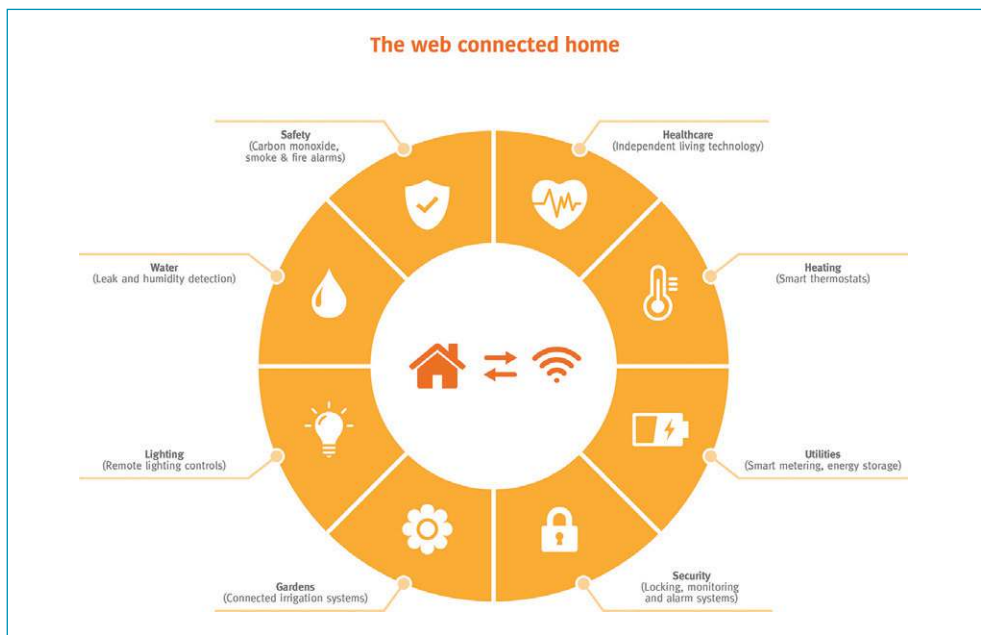 The web connected home
Safety
(Carbon monoxide,
smoke & fire alarms)
Healthcare
(Independent living technology)
Water
(Leak and humidity detection)
Heating
(Smart thermostats)
Lighting
(Remote lighting controls)
Utilities
(Smart metering, energy storage)
Gardens
(Connected irrigation systems)
Security
(Locking, monitoring
and alarm systems)